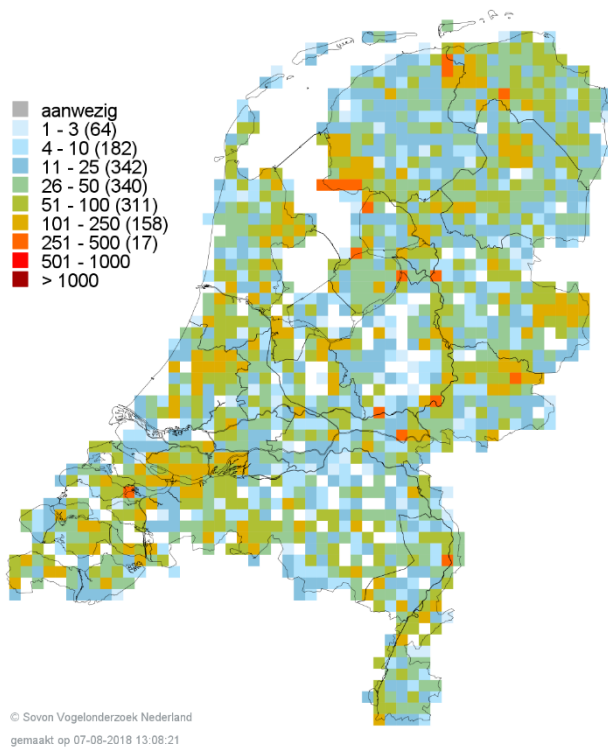 aanwezig
1 - 3 (64)
4 - 10 (182)
11 - 25 (342)
26 - 50 (340)
51 - 100 (311)
101 - 250 (158)
251 - 500 (17)
501 - 1000
> 1000
© Sovon Vogelonderzoek Nederland
gemaakt op 07-08-2018 13:08:21